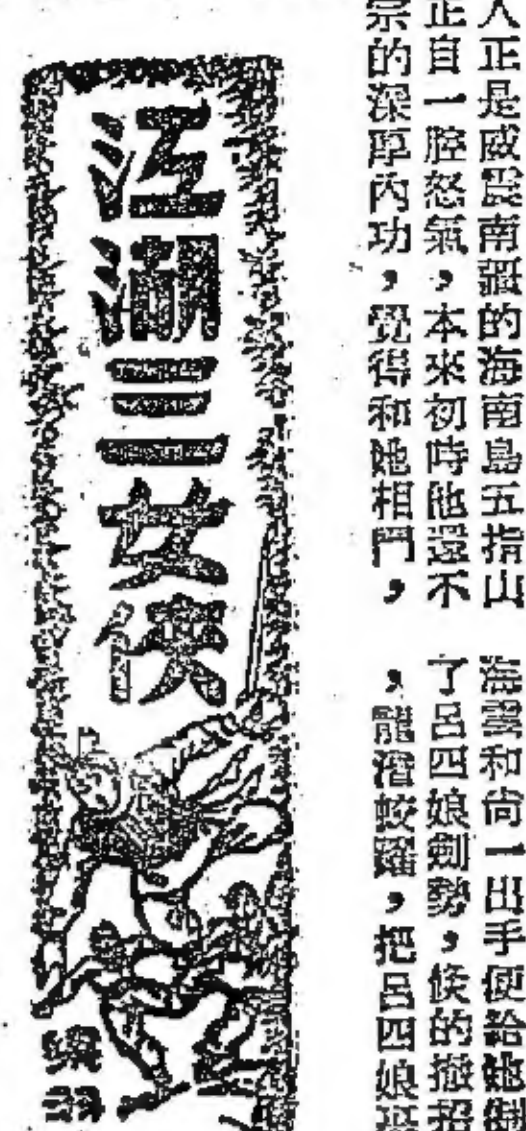 人正是威震南疆的海南島五指山
正自一腔怒氣，本來初時他還不
宗的深厚內功，覺得和她相鬥，
海雲和尚一出手便給她
了呂四娘劍勢，倏的撤招
，龍潛蛟躍，把呂四娘
江湖三女俠
梁羽